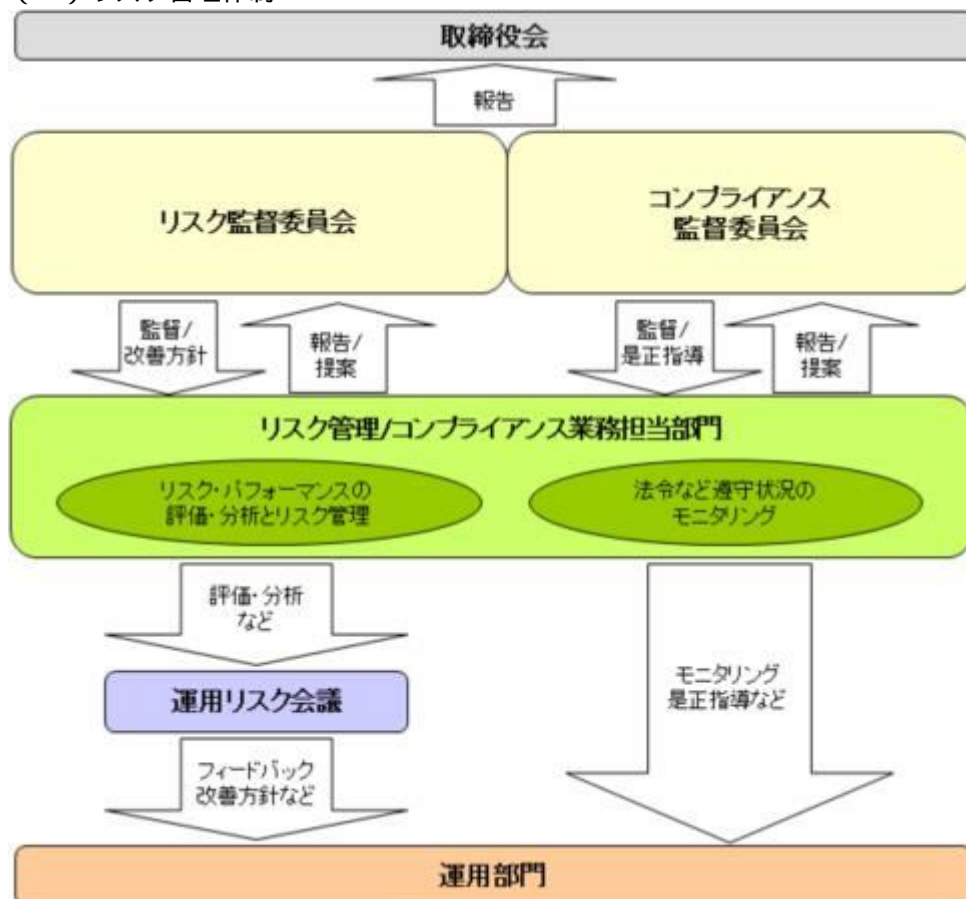 取締役会
報告
リスク監督委員会
コンプライアンス
監督委員会
監督/
改善方針
報告/
提案
監督/
是正指導
報告/
提案
リスク管理/コンプライアンス業務担当部門
リスク・パフォーマンスの
評価・分析とリスク管理
法令など遵守状況の
モニタリング
評価・分析
など
運用リスク会議
モニタリング
是正指導など
フィードバック
改善方針など
運用部門